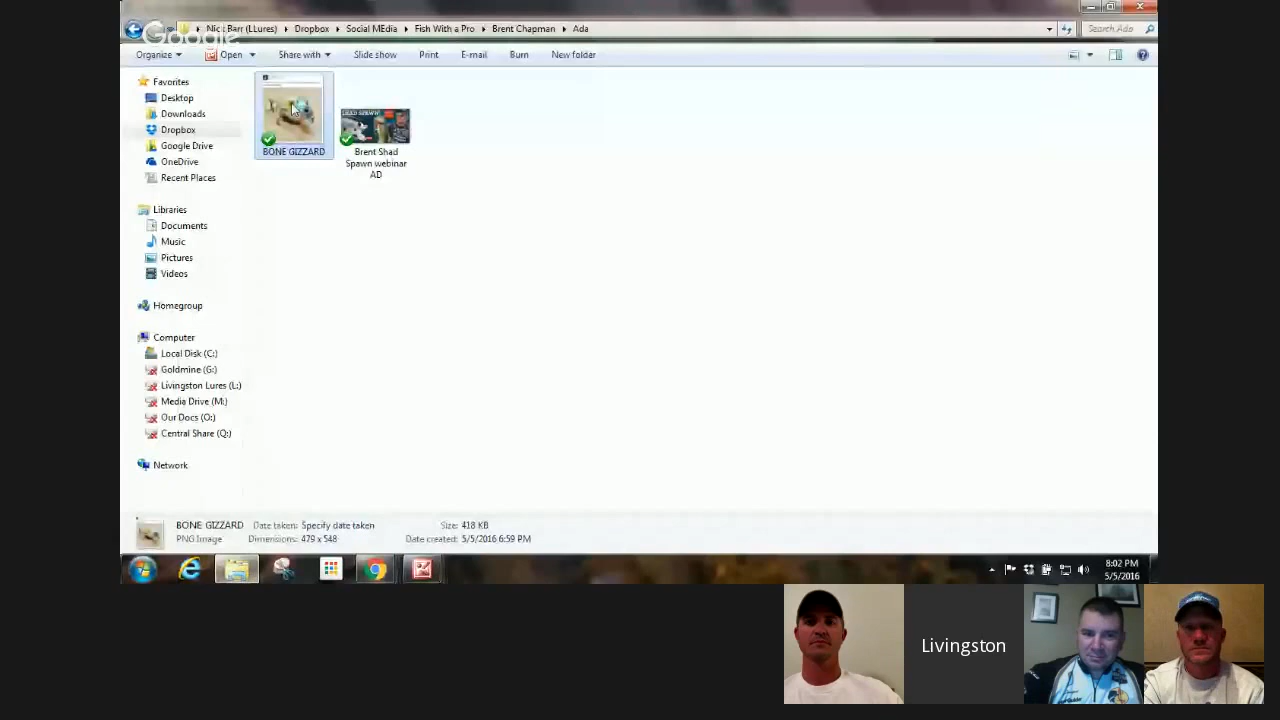 Google
Nick Barr (LLures) Dropbox Social MEdia Fish With a Pro Brent Chapman Ada
Search Ada
Organize Open Share with Slide show Print E-mail Burn New folder
Favorites
Desktop
Downloads
Dropbox
Google Drive
OneDrive
Recent Places
Libraries
Documents
Music
Pictures
Videos
Homegroup
Computer
Local Disk (C:)
Goldmine (G:)
Livingston Lures (L:)
Media Drive (M:)
Our Docs (O:)
Central Share (Q:)
Network
BONE GIZZARD
SHAD SPAWN
Brent Shad
Spawn webinar
AD
BONE GIZZARD Date taken: Specify date taken Size: 418 KB
PNG Image Dimensions: 479 x 548 Date created: 5/5/2016 6:59 PM
8:02 PM
5/5/2016
Livingston